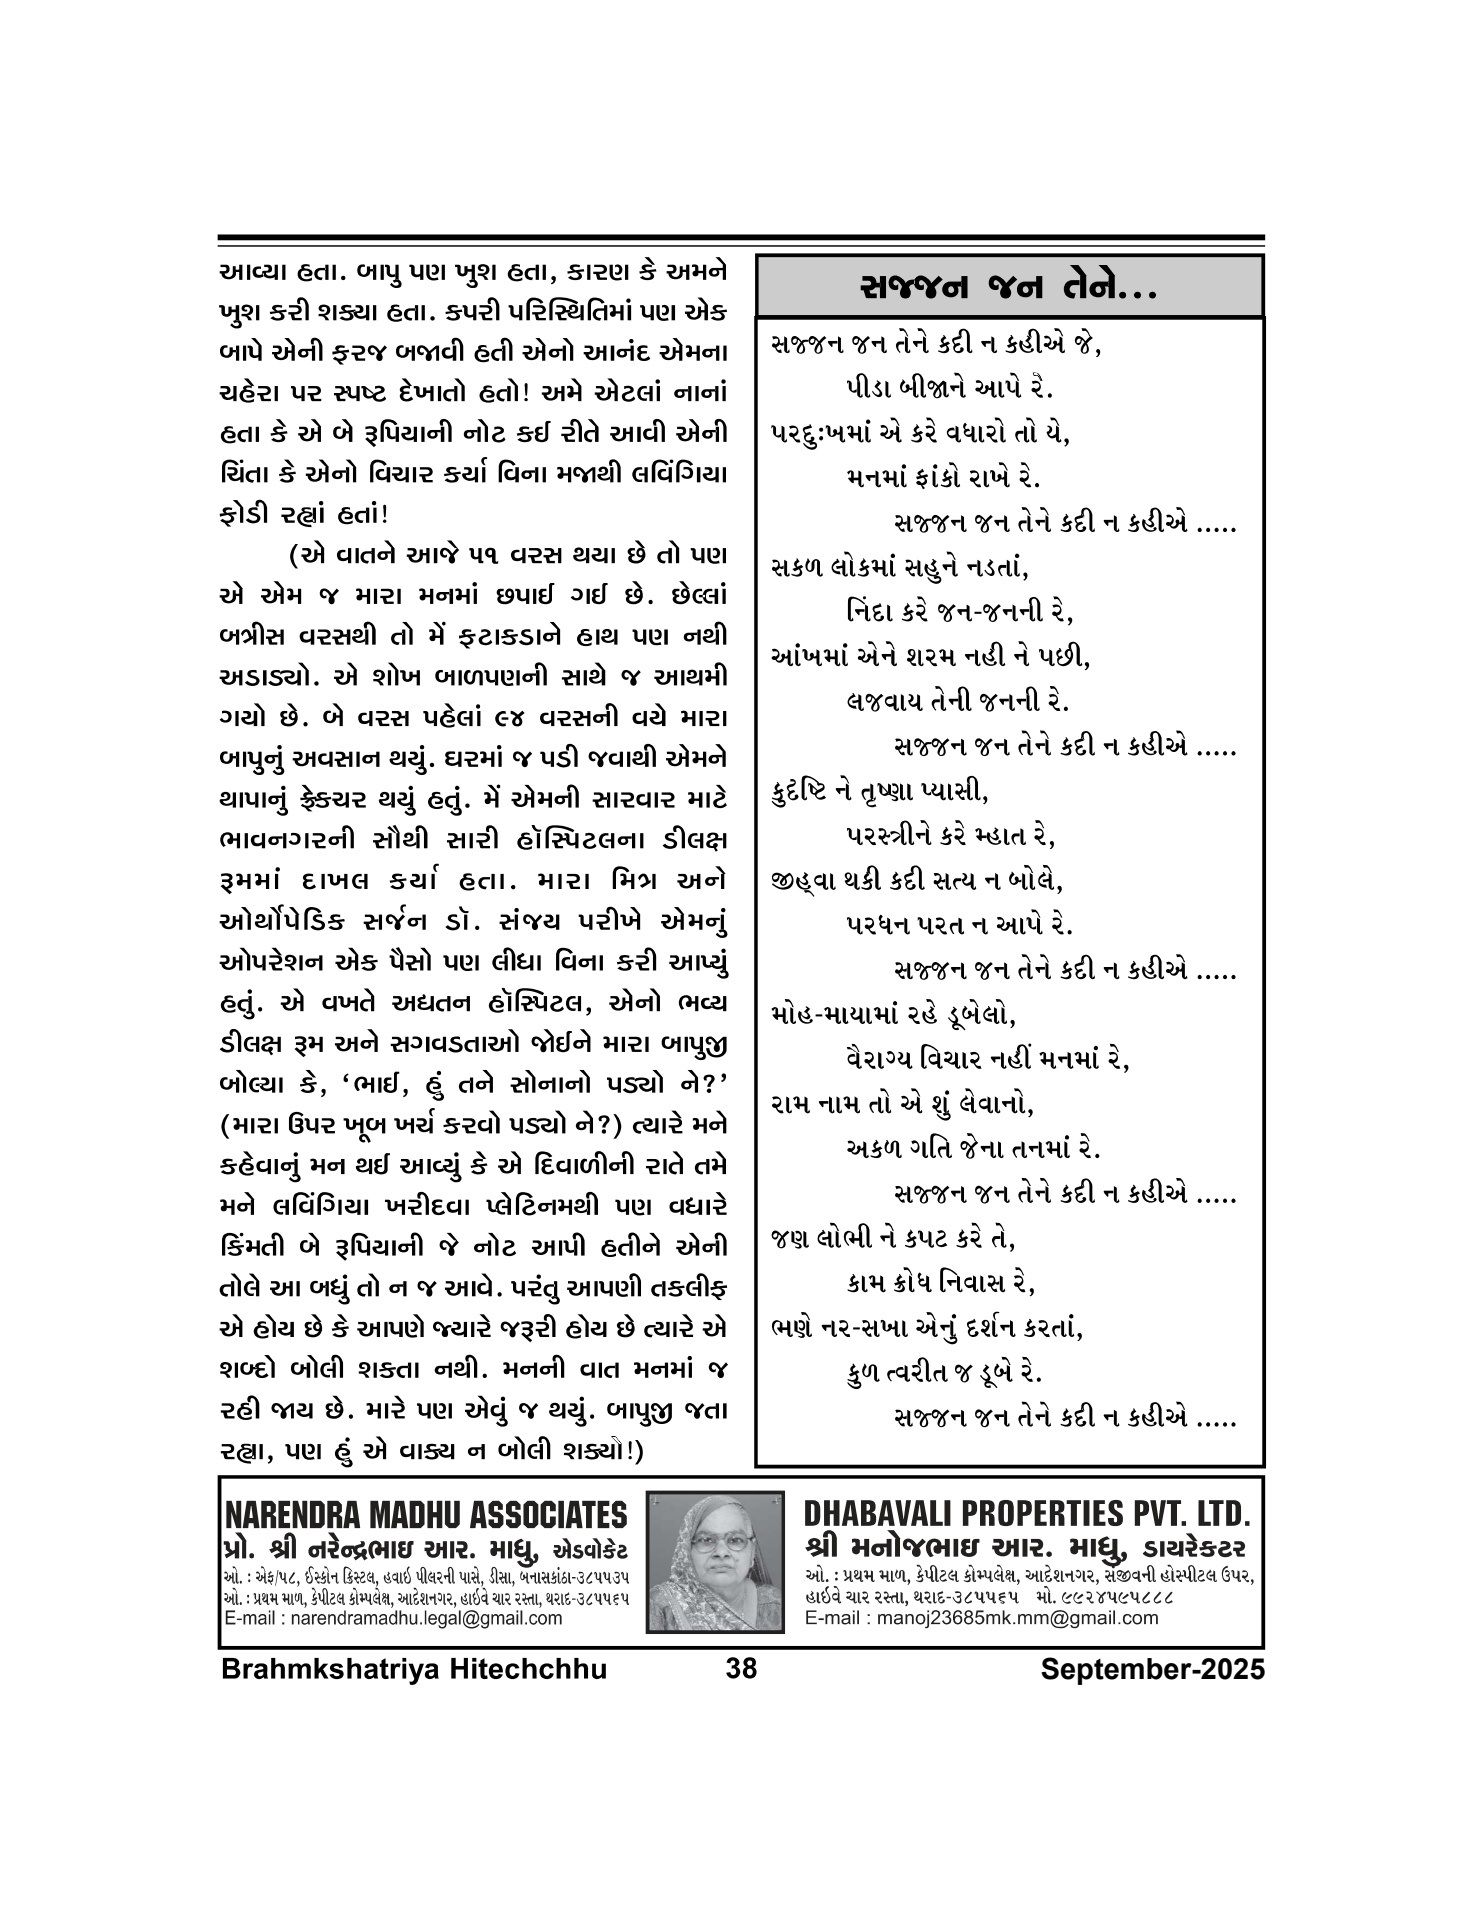 આવ્યા હતા. બાપુ પણ ખુશ હતા, કારણ કે અમને
ખુશ કરી શક્યા હતા. કપરી પરિસ્થિતિમાં પણ એક
બાપે એની ફરજ બજાવી હતી એનો આનંદ એમના
ચહેરા પર સ્પષ્ટ દેખાતો હતો! અમે એટલાં નાનાં
હતા કે એ બે રૂપિયાની નોટ કઈ રીતે આવી એની
ચિંતા કે એનો વિચાર કર્યા વિના મજાથી લવિંગિયા
ફોડી રહ્યાં હતાં!
(એ વાતને આજે ૫૧ વરસ થયા છે તો પણ
એ એમ જ મારા મનમાં છપાઈ ગઈ છે. છેલ્લાં
બત્રીસ વરસથી તો મેં ફટાકડાને હાથ પણ નથી
અડાડ્યો. એ શોખ બાળપણની સાથે જ આથમી
ગયો છે. બે વરસ પહેલાં ૯૪ વરસની વયે મારા
બાપુનું અવસાન થયું. ઘરમાં જ પડી જવાથી એમને
થાપાનું ફ્રેક્ચર થયું હતું. મેં એમની સારવાર માટે
ભાવનગરની સૌથી સારી હૉસ્પિટલના ડીલક્ષ
રૂમમાં દાખલ કર્યા હતા. મારા મિત્ર અને
ઓર્થોપેડિક સર્જન ડૉ. સંજય પરીખે એમનું
ઓપરેશન એક પૈસો પણ લીધા વિના કરી આપ્યું
હતું. એ વખતે અદ્યતન હૉસ્પિટલ, એનો ભવ્ય
ડીલક્ષ રૂમ અને સગવડતાઓ જોઈને મારા બાપુજી
બોલ્યા કે, ‘ભાઈ, હું તને સોનાનો પડ્યો ને?’
(મારા ઉપર ખૂબ ખર્ચ કરવો પડ્યો ને?) ત્યારે મને
કહેવાનું મન થઈ આવ્યું કે એ દિવાળીની રાતે તમે
મને લવિંગિયા ખરીદવા પ્લેટિનમથી પણ વધારે
કિંમતી બે રૂપિયાની જે નોટ આપી હતીને એની
તોલે આ બધું તો ન જ આવે. પરંતુ આપણી તકલીફ
એ હોય છે કે આપણે જ્યારે જરૂરી હોય છે ત્યારે એ
શબ્દો બોલી શકતા નથી. મનની વાત મનમાં જ
રહી જાય છે. મારે પણ એવું જ થયું. બાપુજી જતા
રહ્યા, પણ હું એ વાક્ય ન બોલી શક્યો!)
સજ્જન જન તેને...
સજ્જન જન તેને કદી ન કહીએ જે,
પીડા બીજાને આપે રૈ.
પરદુઃખમાં એ કરે વધારો તો યે,
મનમાં ફાંકો રાખે રે.
સજ્જન જન તેને કદી ન કહીએ .....
સકળ લોકમાં સહુને નડતાં,
નિંદા કરે જન-જનની રે,
આંખમાં એને શરમ નહી ને પછી,
લજવાય તેની જનની રે.
સજ્જન જન તેને કદી ન કહીએ .....
કુદૃષ્ટિ ને તૃષ્ણા પ્યાસી,
પરસ્ત્રીને કરે મ્હાત રે,
જીહ્વા થકી કદી સત્ય ન બોલે,
પરધન પરત ન આપે રે.
સજ્જન જન તેને કદી ન કહીએ .....
મોહ-માયામાં રહે ડૂબેલો,
વૈરાગ્ય વિચાર નહીં મનમાં રે,
રામ નામ તો એ શું લેવાનો,
અકળ ગતિ જેના તનમાં રે.
સજ્જન જન તેને કદી ન કહીએ .....
જણ લોભી ને કપટ કરે તે,
કામ ક્રોધ નિવાસ રે,
ભણે નર-સખા એનું દર્શન કરતાં,
કુળ ત્વરીત જ ડૂબે રે.
સજ્જન જન તેને કદી ન કહીએ .....
NARENDRA MADHU ASSOCIATES
પ્રો. શ્રી નરેન્દ્રભાઇ આર. માધુ, એડવોકેટ
ઓ. : એફ/૫૮, ઈસ્કોન ક્રિસ્ટલ, હવાઇ પીલરની પાસે, ડીસા, બનાસકાંઠા-૩૮૫૫૩૫
ઓ. : પ્રથમ માળ, કેપીટલ કોમ્પલેક્ષ, આદેશનગર, હાઇવે ચાર રસ્તા, થરાદ-૩૮૫૫૬૫
E-mail : narendramadhu.legal@gmail.com
DHABAVALI PROPERTIES PVT. LTD.
શ્રી મનોજભાઇ આર. માધુ, ડાયરેકટર
ઓ. : પ્રથમ માળ, કેપીટલ કોમ્પલેક્ષ, આદેશનગર, સંજીવની હોસ્પીટલ ઉપર,
હાઇવે ચાર રસ્તા, થરાદ-૩૮૫૫૬૫ મો. ૯૯૨૪૫૯૫૮૮૮
E-mail : manoj23685mk.mm@gmail.com
Brahmkshatriya Hitechchhu 38 September-2025